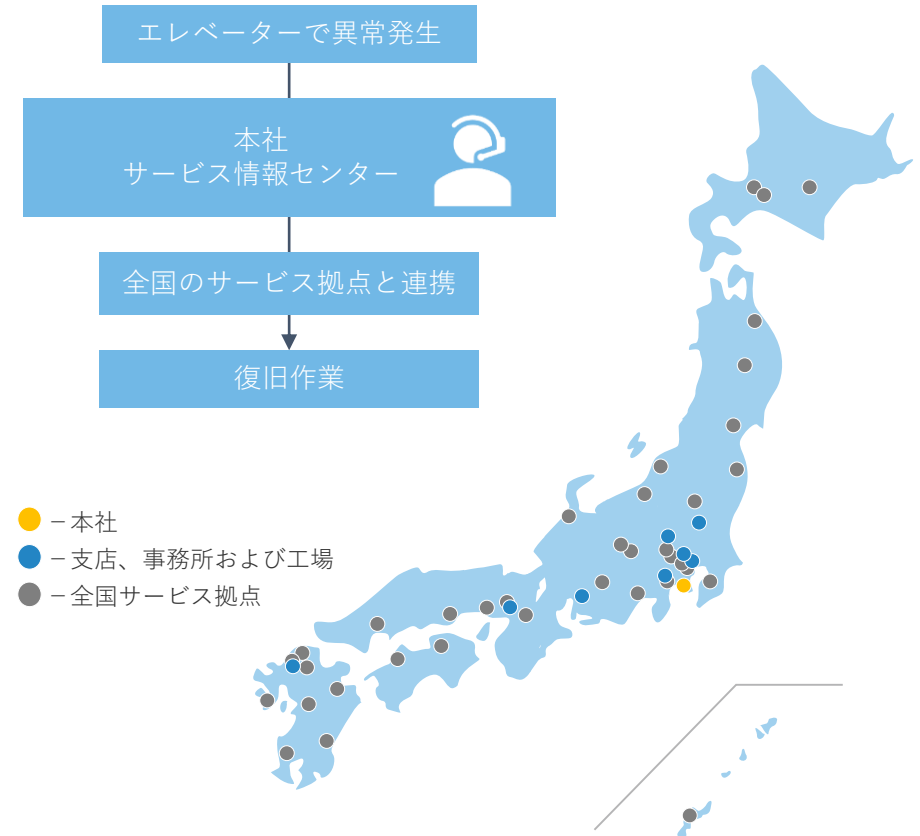 エレベーターで異常発生
本社
サービス情報センター
全国のサービス拠点と連携
復旧作業
－本社
－支店、事務所および工場
－全国サービス拠点